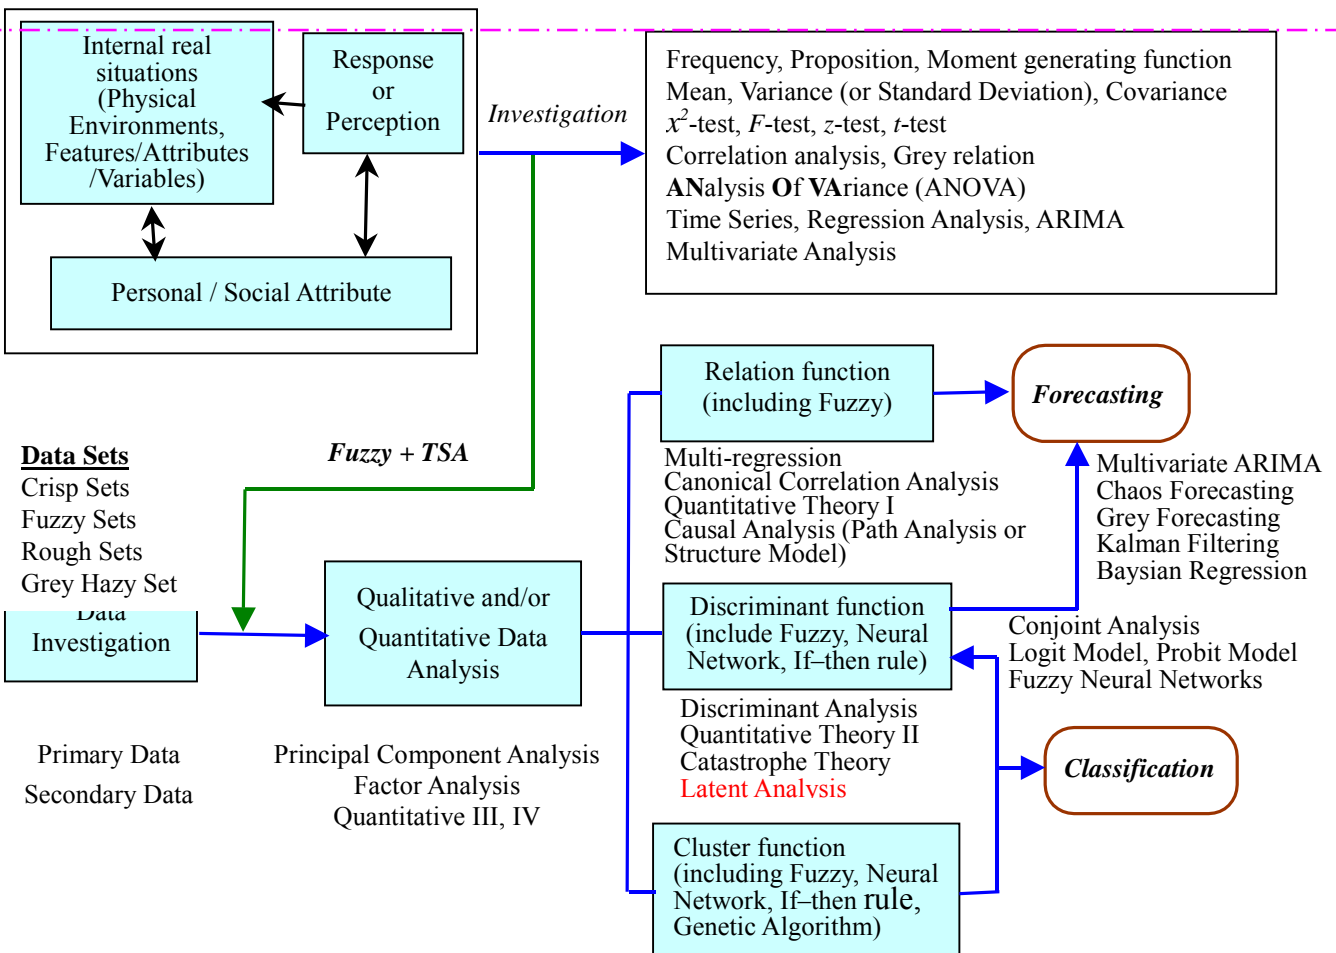 Internal real
situations
(Physical
Environments,
Features/Attributes
/Variables)
Response
or
Perception
Personal / Social Attribute
Investigation
Frequency, Proposition, Moment generating function
Mean, Variance (or Standard Deviation), Covariance
x²-test, F-test, z-test, t-test
Correlation analysis, Grey relation
ANalysis Of VAriance (ANOVA)
Time Series, Regression Analysis, ARIMA
Multivariate Analysis
Fuzzy + TSA
Data Sets
Crisp Sets
Fuzzy Sets
Rough Sets
Grey Hazy Set
Data
Investigation
Primary Data
Secondary Data
Qualitative and/or
Quantitative Data
Analysis
Principal Component Analysis
Factor Analysis
Quantitative III, IV
Relation function
(including Fuzzy)
Multi-regression
Canonical Correlation Analysis
Quantitative Theory I
Causal Analysis (Path Analysis or
Structure Model)
Forecasting
Multivariate ARIMA
Chaos Forecasting
Grey Forecasting
Kalman Filtering
Baysian Regression
Discriminant function
(include Fuzzy, Neural
Network, If–then rule)
Conjoint Analysis
Logit Model, Probit Model
Fuzzy Neural Networks
Discriminant Analysis
Quantitative Theory II
Catastrophe Theory
Latent Analysis
Classification
Cluster function
(including Fuzzy, Neural
Network, If–then rule,
Genetic Algorithm)